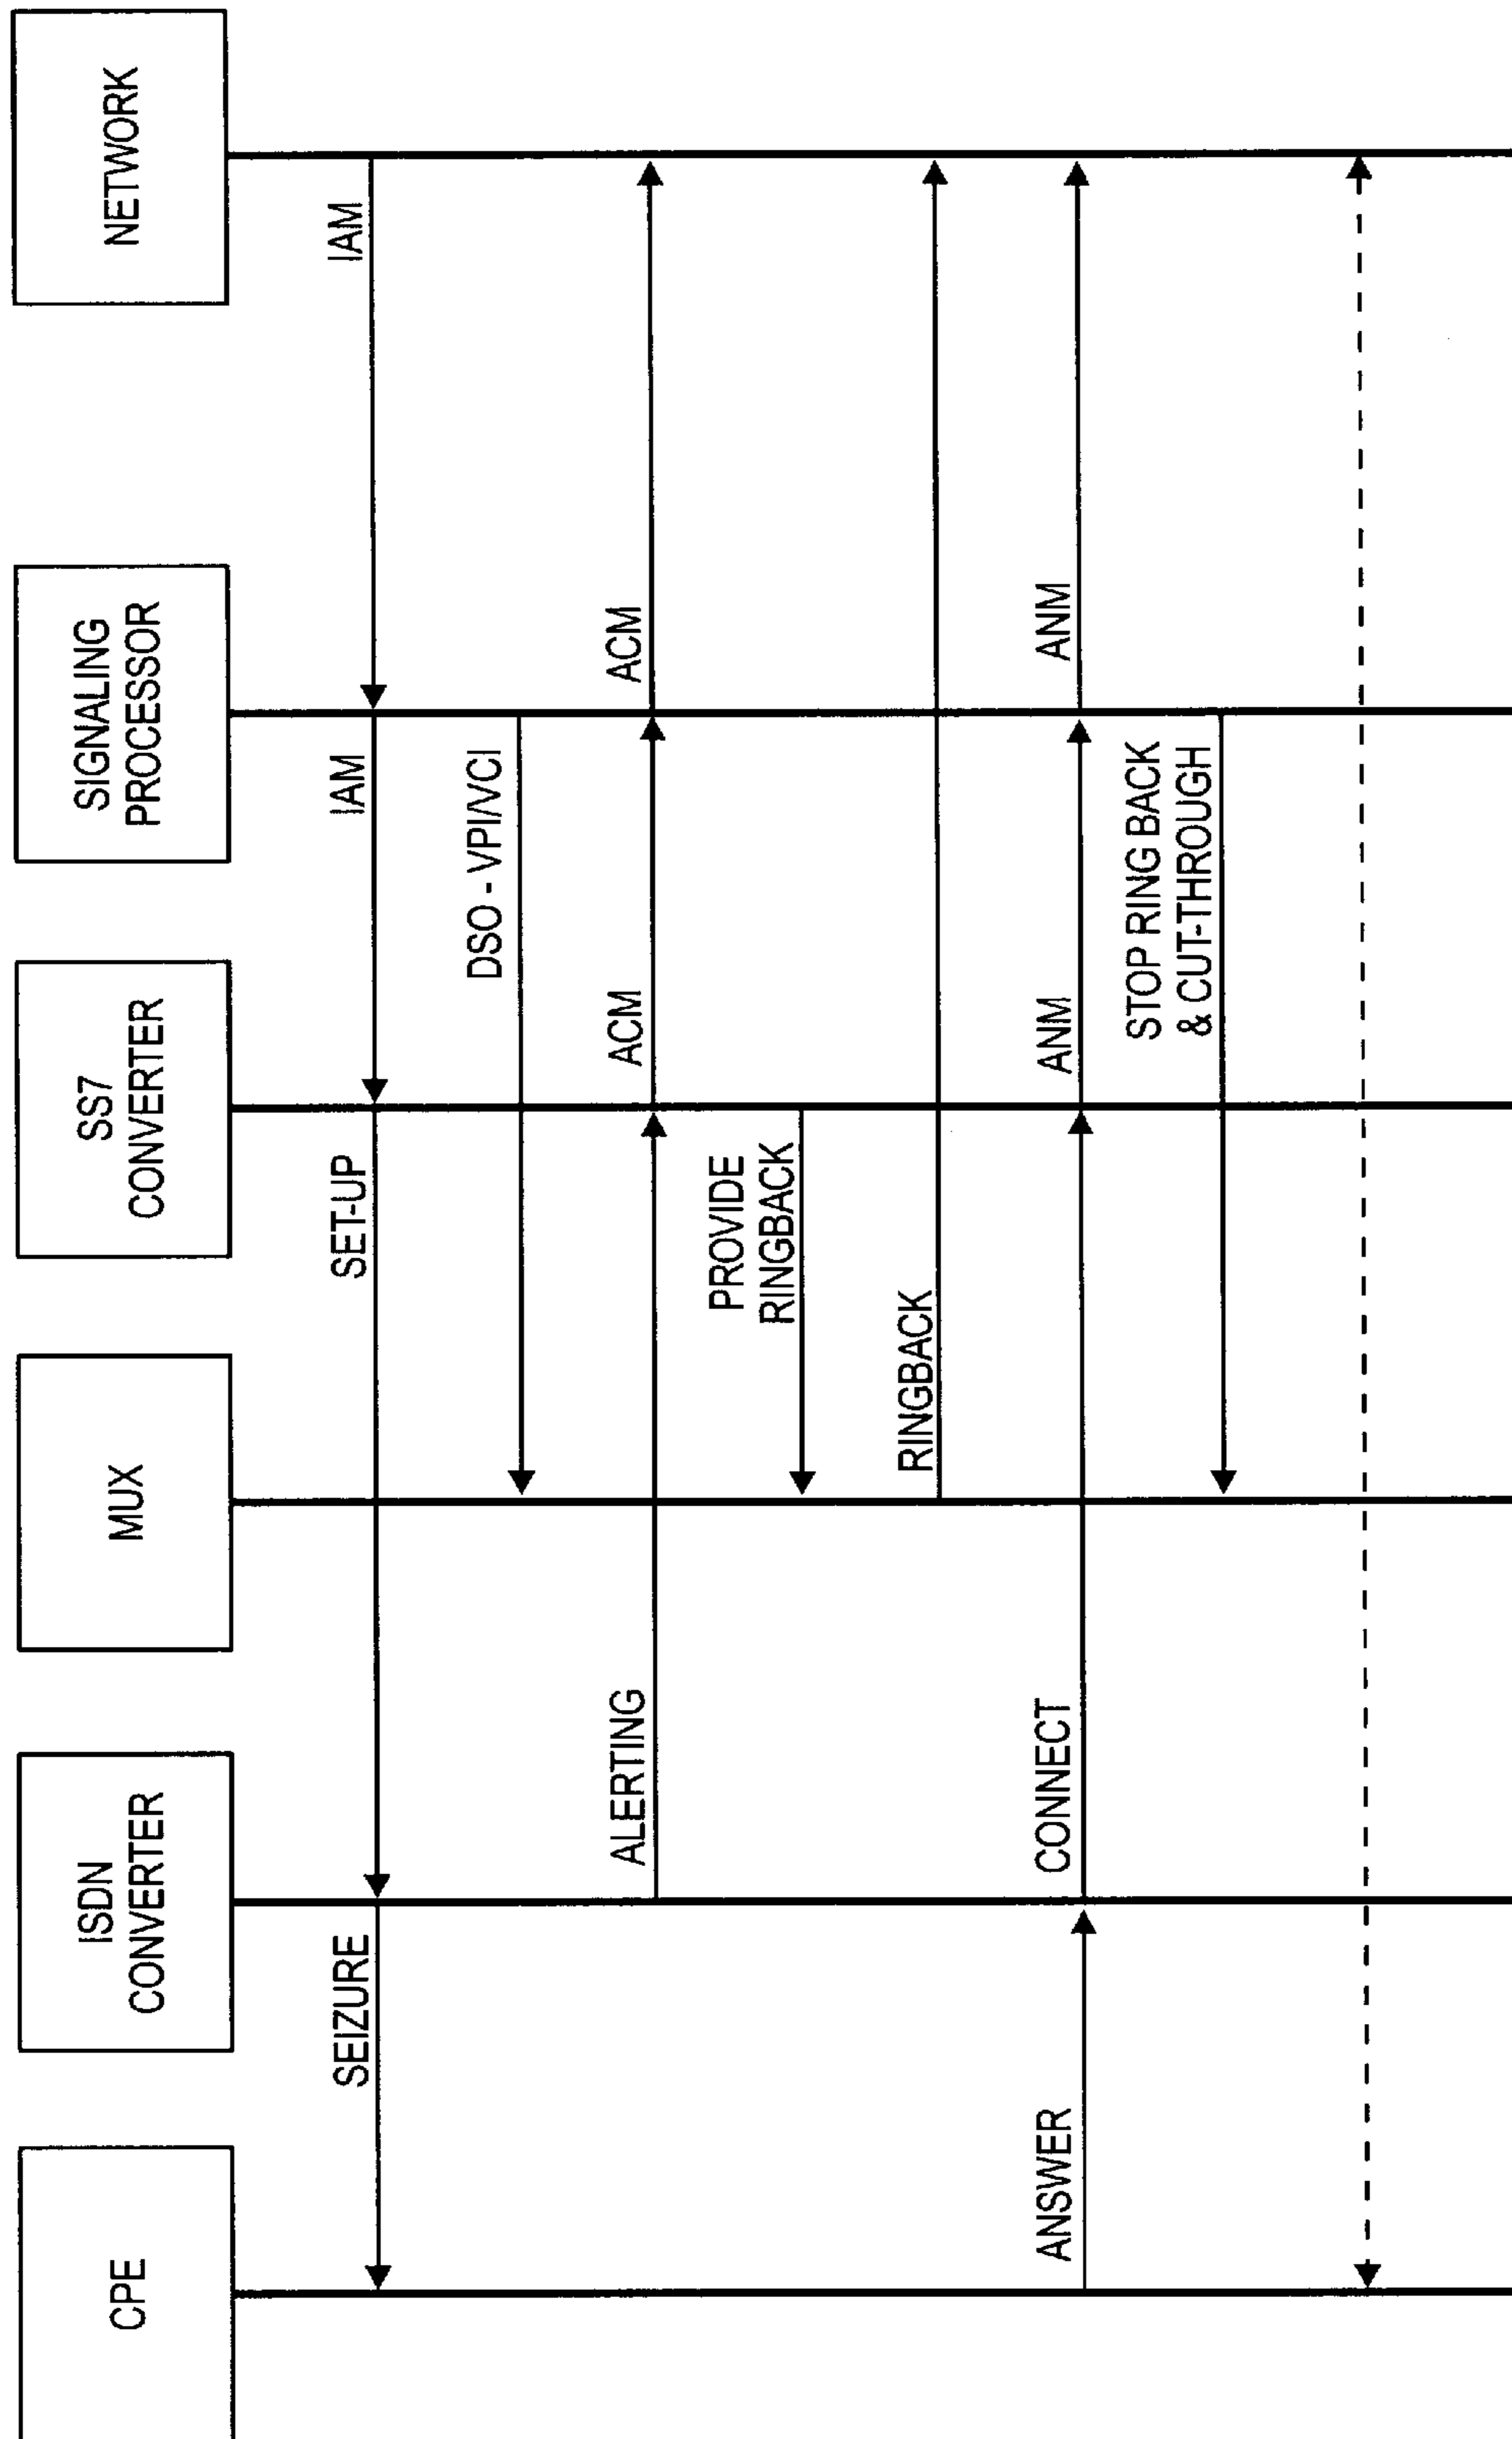 CPE
ISDN
CONVERTER
MUX
SS7
CONVERTER
SIGNALING
PROCESSOR
NETWORK
SEIZURE
SET-UP
IAM
IAM
DSO - VPI/VCI
ALERTING
ACM
ACM
PROVIDE
RINGBACK
RINGBACK
ANSWER
CONNECT
ANM
ANM
STOP RING BACK
& CUT-THROUGH